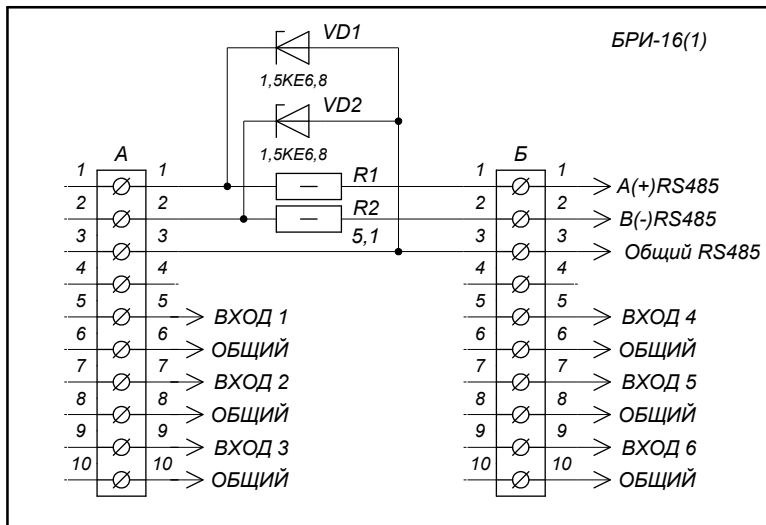 VD1
БРИ-16(1)
1,5KE6,8
VD2
А
1,5KE6,8
Б
1 1 R1 1 1 A(+)RS485
2 2 R2 2 2 B(-)RS485
3 3 5,1 3 3 Общий RS485
4 4 4 4
5 5 ВХОД 1 5 5 ВХОД 4
6 6 ОБЩИЙ 6 6 ОБЩИЙ
7 7 ВХОД 2 7 7 ВХОД 5
8 8 ОБЩИЙ 8 8 ОБЩИЙ
9 9 ВХОД 3 9 9 ВХОД 6
10 10 ОБЩИЙ 10 10 ОБЩИЙ